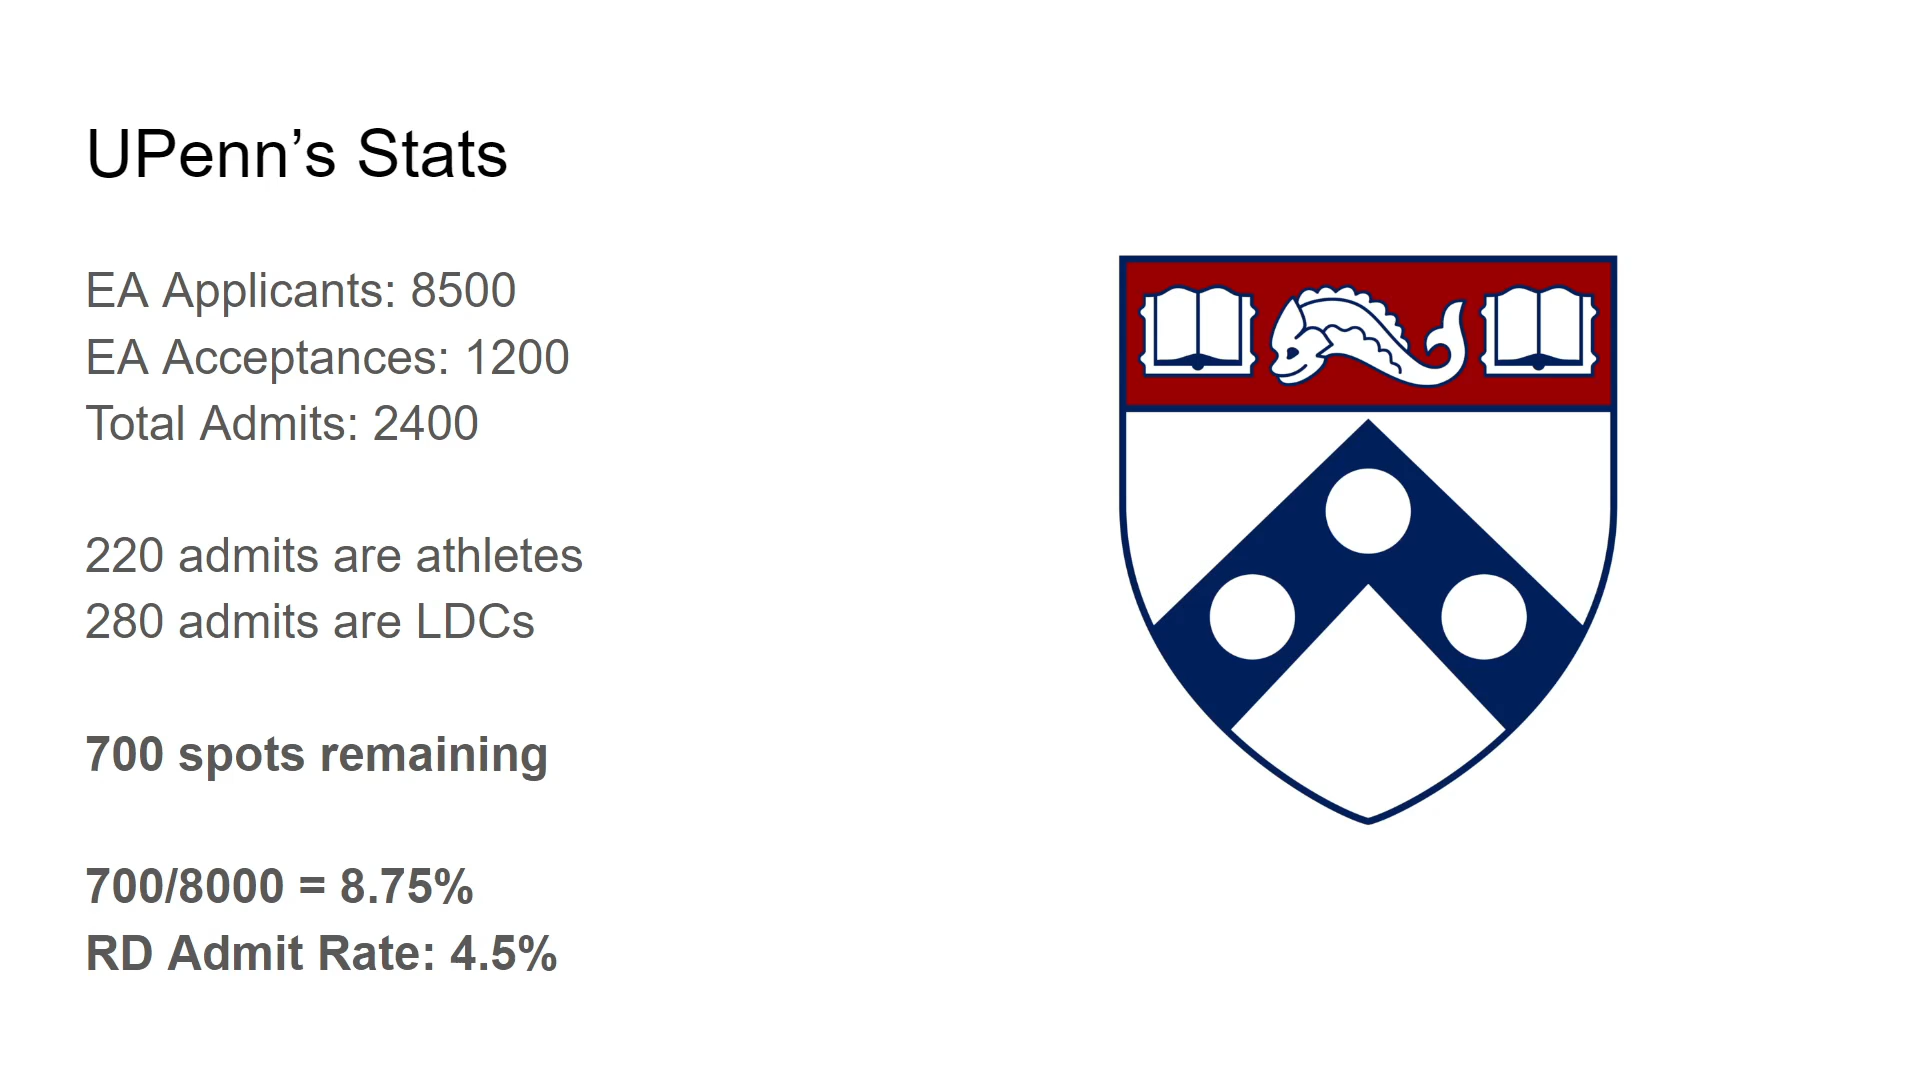 UPenn’s Stats
EA Applicants: 8500
EA Acceptances: 1200
Total Admits: 2400
220 admits are athletes
280 admits are LDCs
700 spots remaining
700/8000 = 8.75%
RD Admit Rate: 4.5%